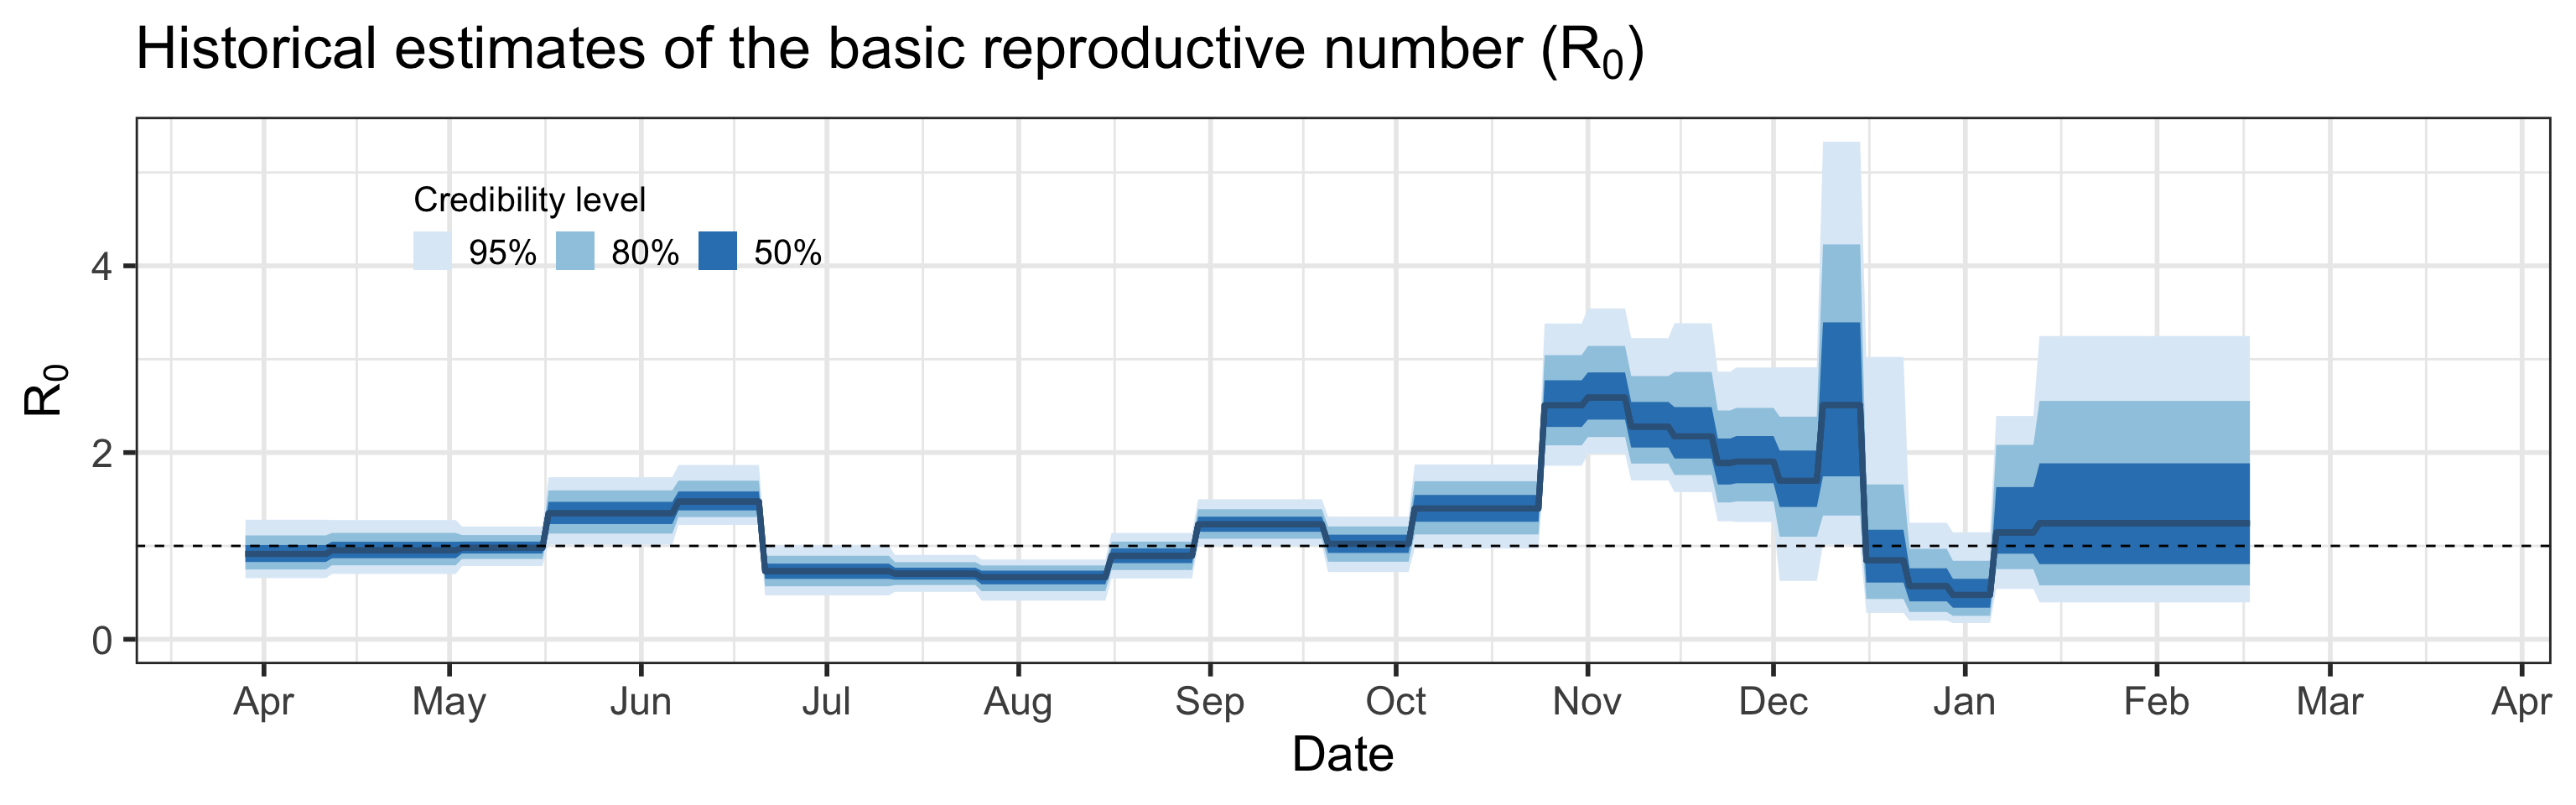 Historical estimates of the basic reproductive number (R₀)
Credibility level
95% 80% 50%
4
2
0
R₀
Apr May Jun Jul Aug Sep Oct Nov Dec Jan Feb Mar Apr
Date